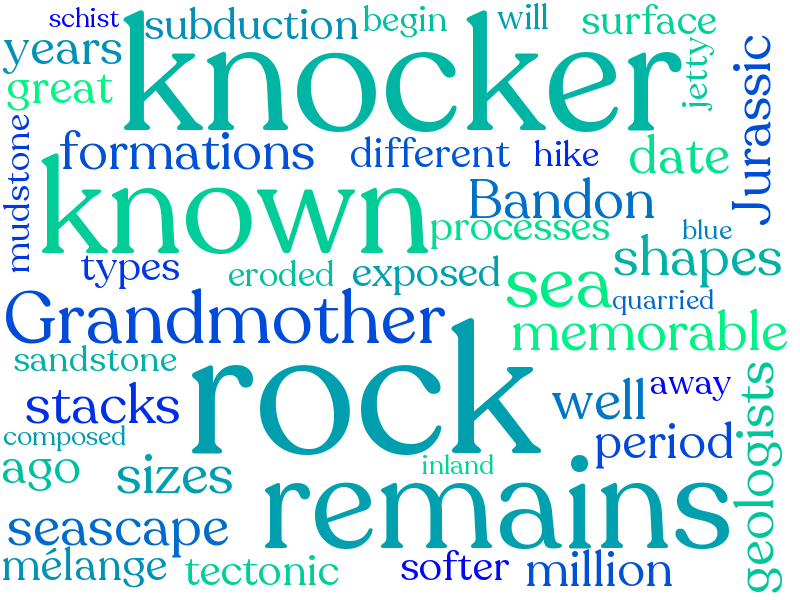 schist
subduction
begin
will
surface
years
knocker
great
jetty
Jurassic
mudstone
formations
different
hike
date
known
Bandon
processes
blue
shapes
types
eroded
exposed
sea
quarried
Grandmother
memorable
sandstone
rock
stacks
well
away
composed
period
geologists
ago
sizes
inland
remains
seascape
mélange
tectonic
softer
million